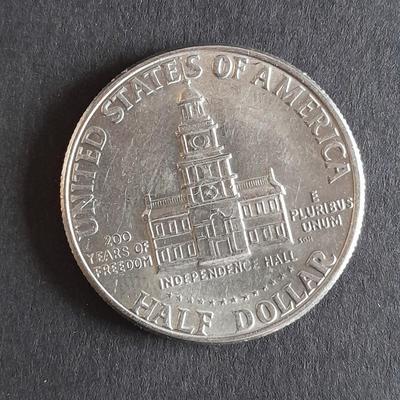 UNITED STATES OF AMERICA
200
YEARS OF
FREEDOM
E
PLURIBUS
UNUM
INDEPENDENCE HALL
HALF DOLLAR